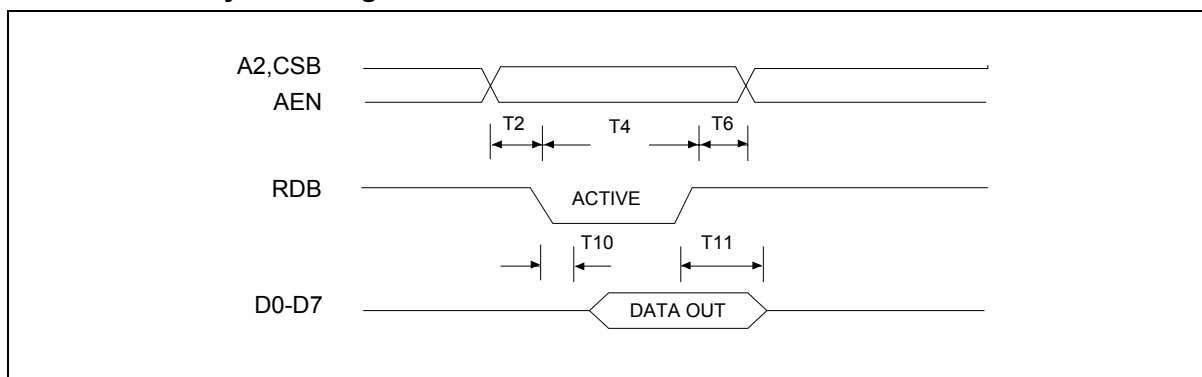 A2,CSB
AEN
T2
T4
T6
RDB
ACTIVE
T10
T11
D0-D7
DATA OUT